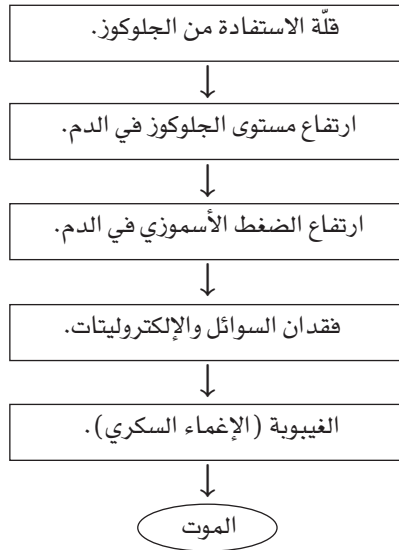 قلّة الاستفادة من الجلوكوز.
ارتفاع مستوى الجلوكوز في الدم.
ارتفاع الضغط الأسموزي في الدم.
فقدان السوائل والإلكتروليتات.
الغيبوبة (الإغماء السكري).
الموت